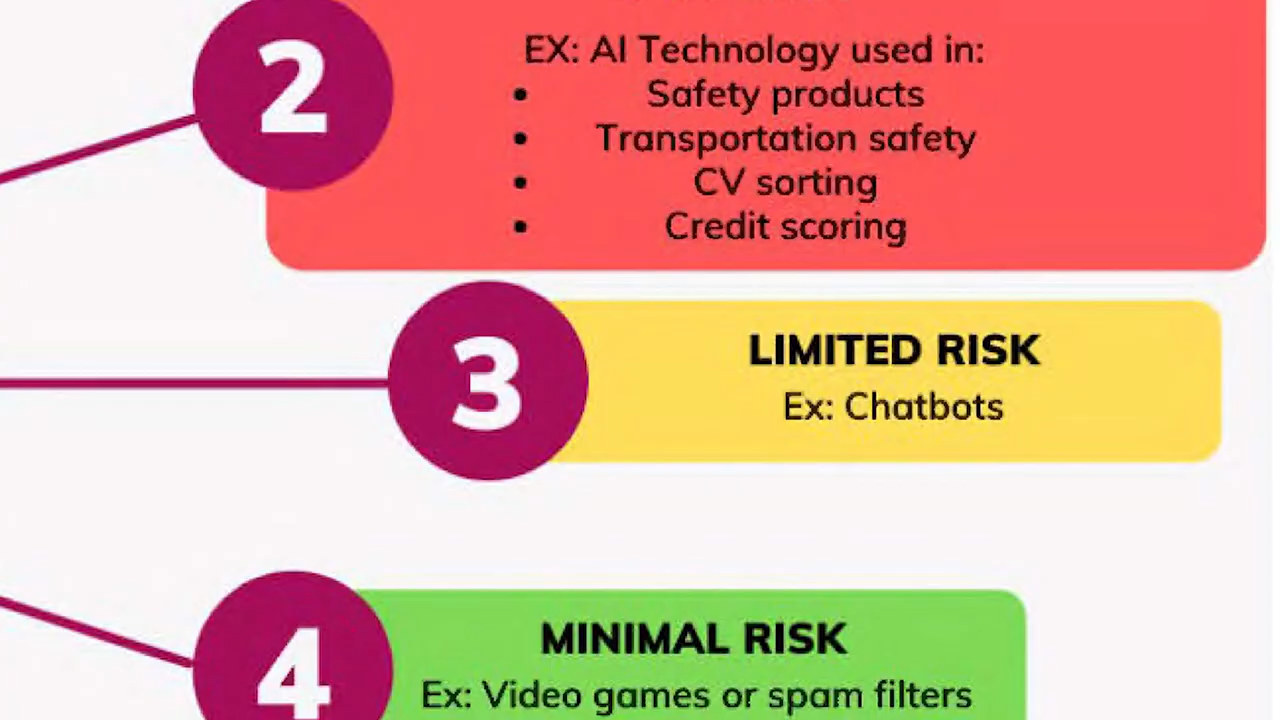 2
EX: AI Technology used in:
• Safety products
• Transportation safety
• CV sorting
• Credit scoring
3
LIMITED RISK
Ex: Chatbots
4
MINIMAL RISK
Ex: Video games or spam filters